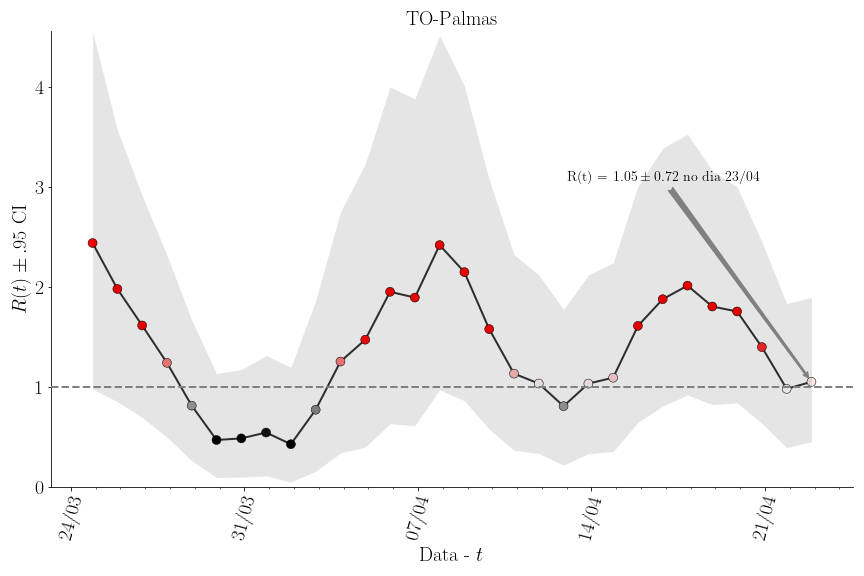 TO-Palmas
R(t) ± .95 CI
4
3
2
1
0
R(t) = 1.05 ± 0.72 no dia 23/04
24/03
31/03
07/04
14/04
21/04
Data - t